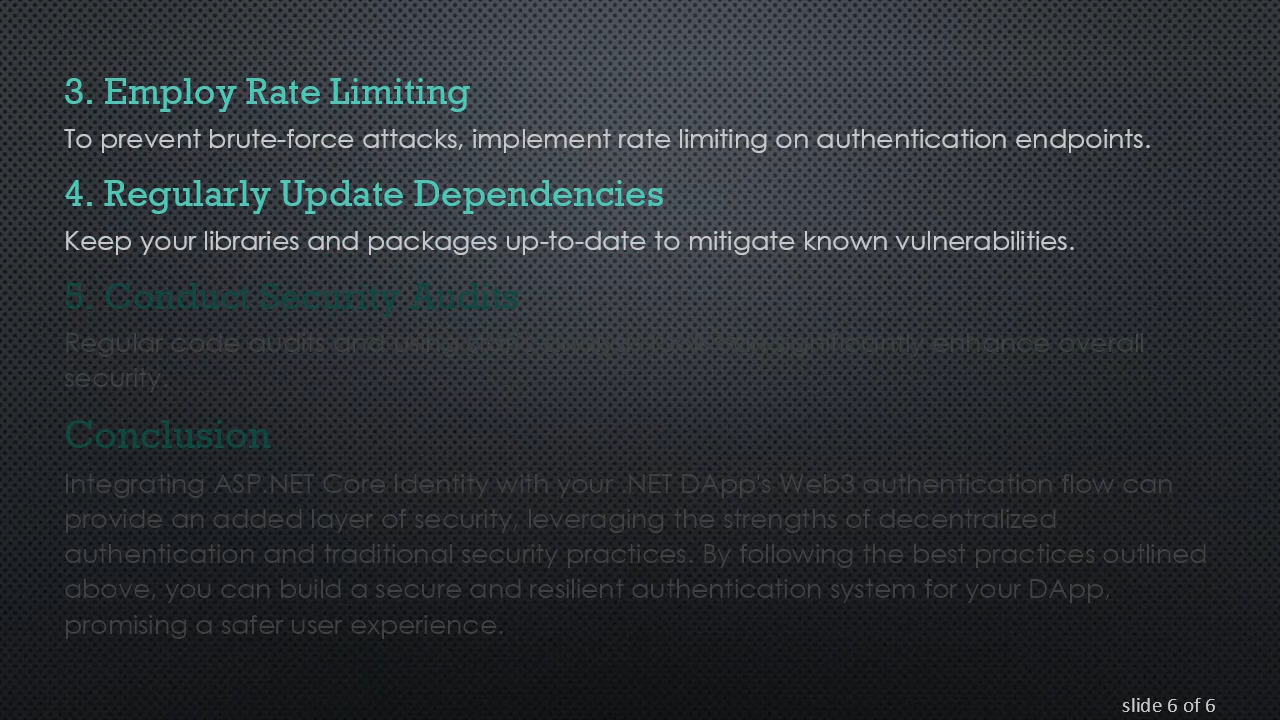 3. Employ Rate Limiting
To prevent brute-force attacks, implement rate limiting on authentication endpoints.
4. Regularly Update Dependencies
Keep your libraries and packages up-to-date to mitigate known vulnerabilities.
5. Conduct Security Audits
Regular code audits and significantly enhance overall
security.
Conclusion
Integrating ASP.NET Core Identity with your .NET DApp's Web3 authentication flow can
provide an added layer of security, leveraging the strengths of decentralized
authentication and traditional security practices. By following the best practices outlined
above, you can build a secure and resilient authentication system for your DApp,
promising a safer user experience.
slide 6 of 6